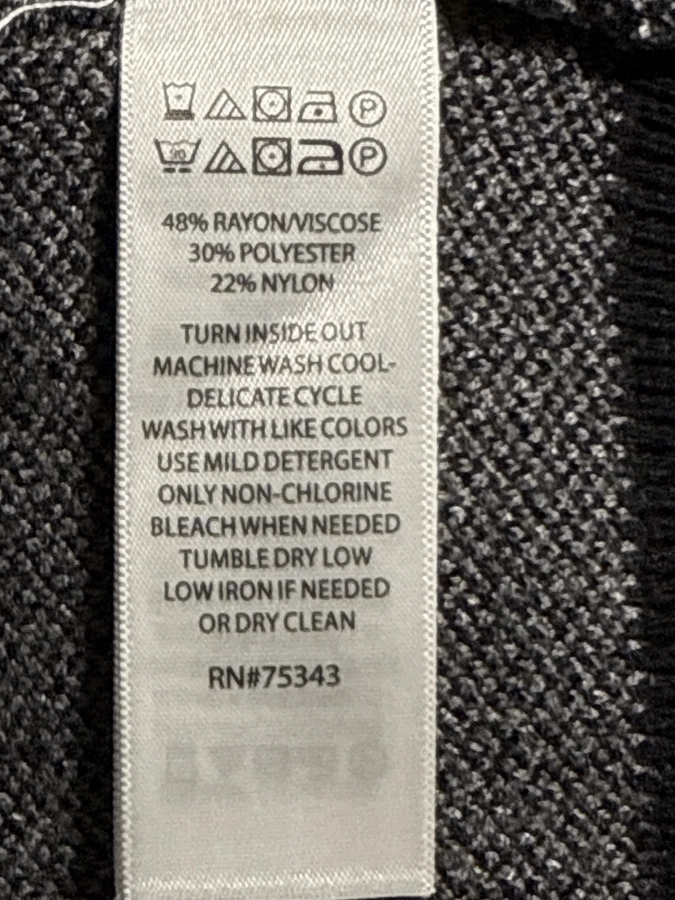 P
30 P
48% RAYON/VISCOSE
30% POLYESTER
22% NYLON
TURN INSIDE OUT
MACHINE WASH COOL-
DELICATE CYCLE
WASH WITH LIKE COLORS
USE MILD DETERGENT
ONLY NON-CHLORINE
BLEACH WHEN NEEDED
TUMBLE DRY LOW
LOW IRON IF NEEDED
OR DRY CLEAN
RN#75343